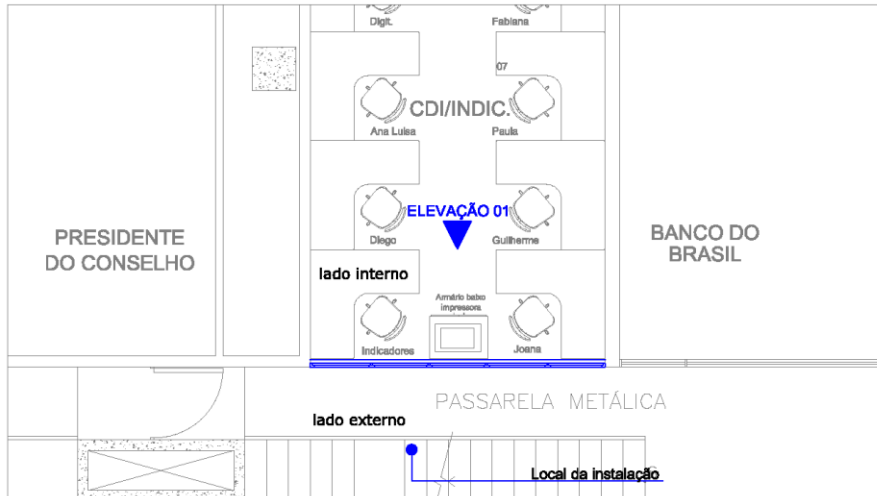 Digit.
Fabiana
07
CDI/INDIC.
Ana Luisa
Paula
ELEVAÇÃO 01
PRESIDENTE
DO CONSELHO
BANCO DO
BRASIL
Diego
Guilherme
lado interno
Armário baixo
impressora
Indicadores
Joana
PASSARELA METÁLICA
lado externo
Local da instalação